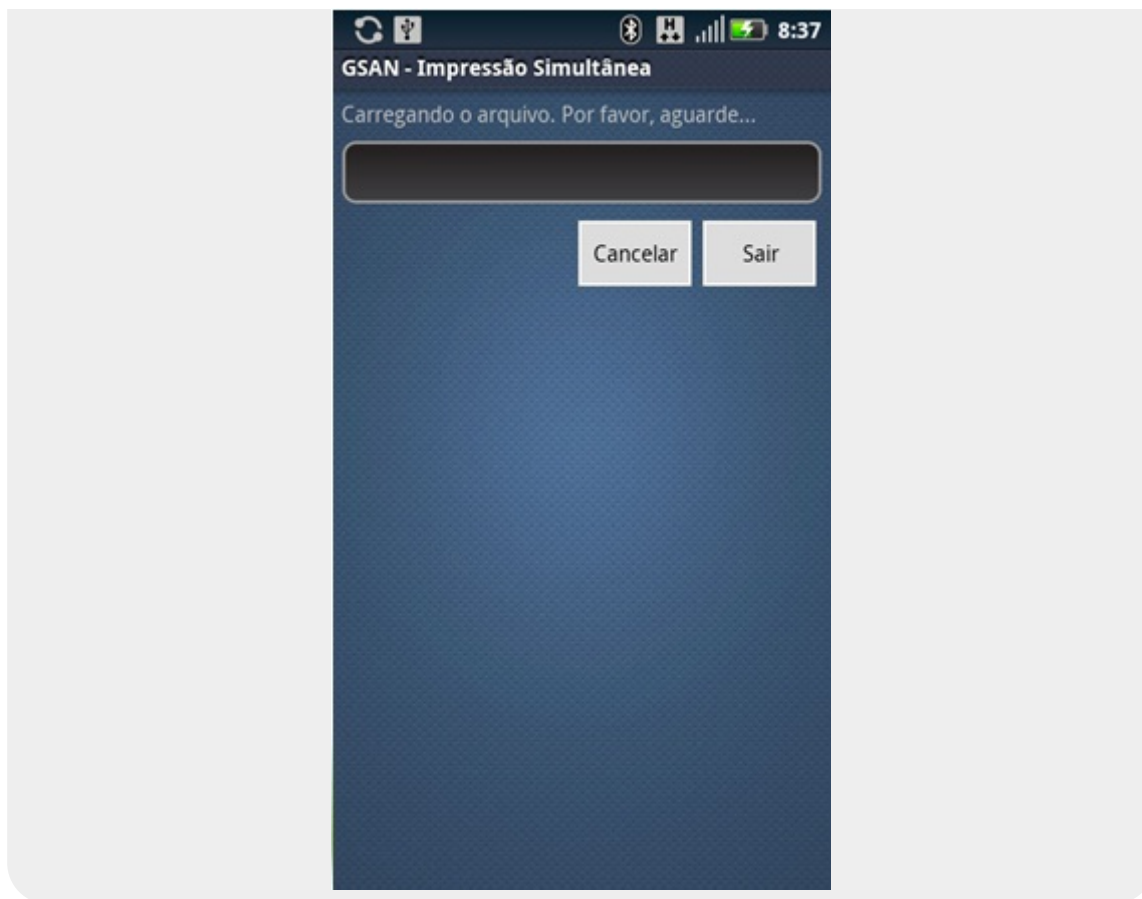 8:37
GSAN - Impressão Simultânea
Carregando o arquivo. Por favor, aguarde...
Cancelar Sair